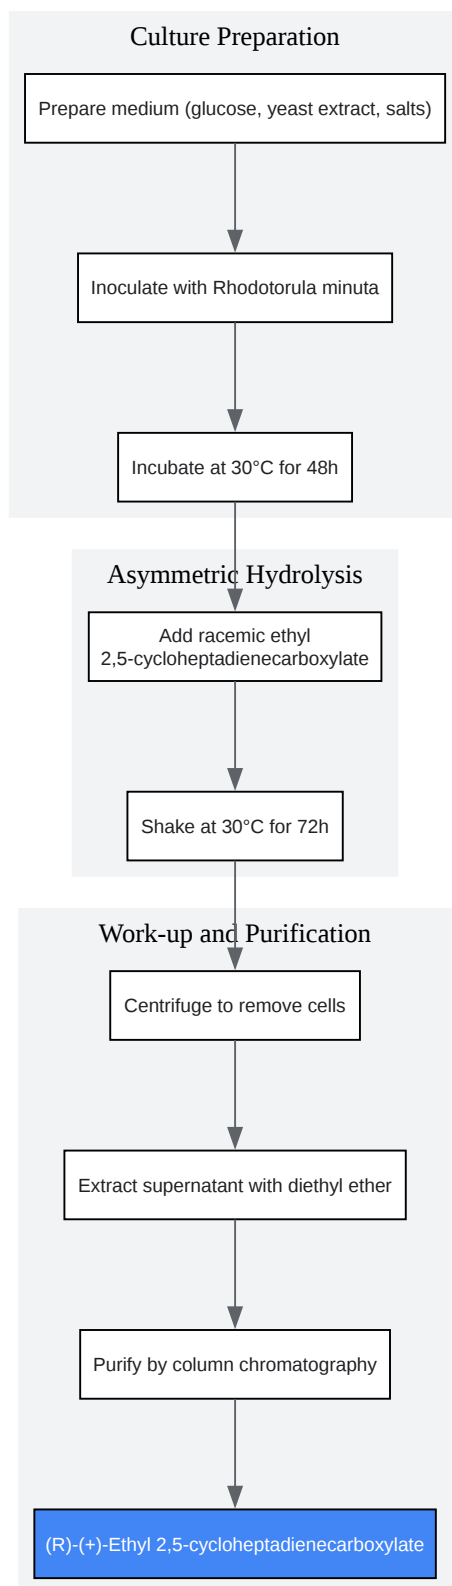 Culture Preparation
Prepare medium (glucose, yeast extract, salts)
Inoculate with Rhodotorula minuta
Incubate at 30°C for 48h
Asymmetric Hydrolysis
Add racemic ethyl
2,5-cycloheptadienecarboxylate
Shake at 30°C for 72h
Work-up and Purification
Centrifuge to remove cells
Extract supernatant with diethyl ether
Purify by column chromatography
(R)-(+)-Ethyl 2,5-cycloheptadienecarboxylate